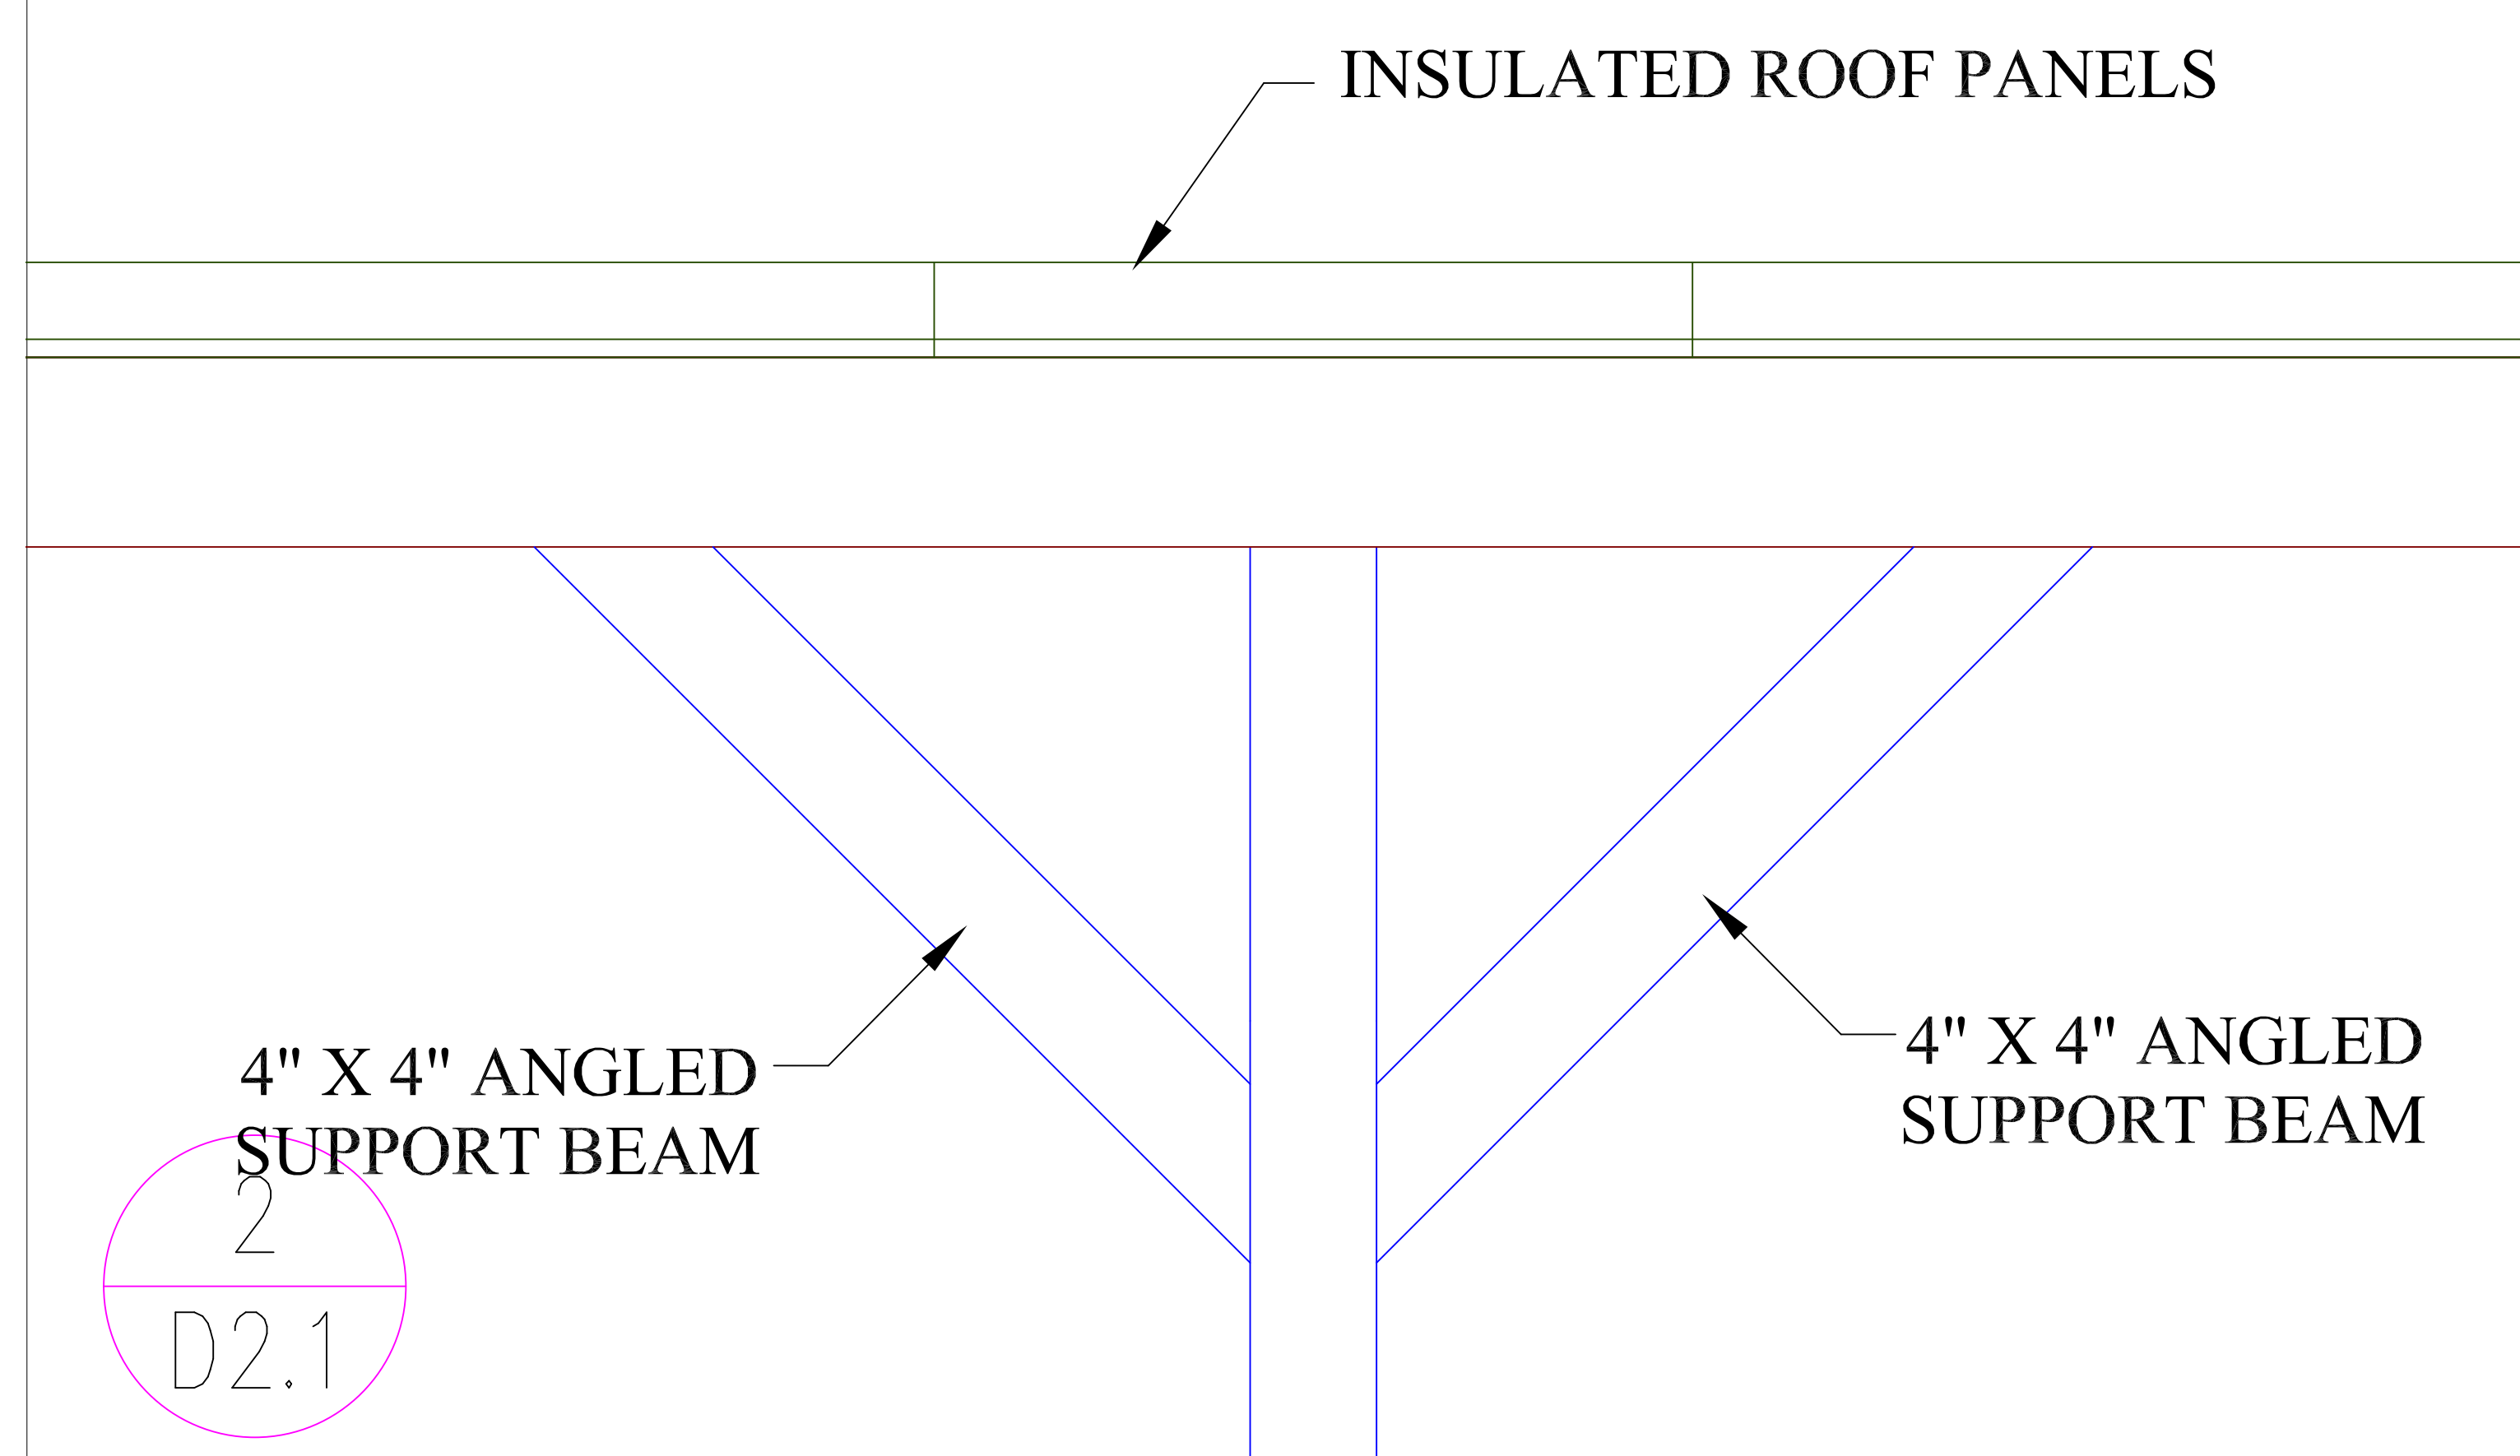 INSULATED ROOF PANELS
4" X 4" ANGLED
SUPPORT BEAM
4" X 4" ANGLED
SUPPORT BEAM
2
D2.1